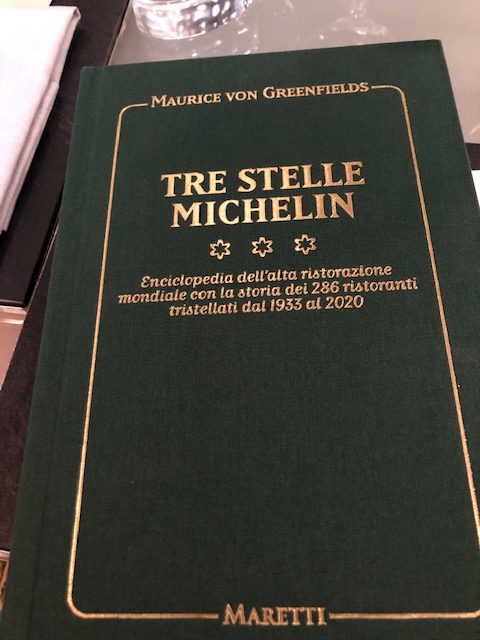 MAURICE VON GREENFIELDS
TRE STELLE
MICHELIN
Enciclopedia dell'alta ristorazione
mondiale con la storia dei 286 ristoranti
tristellati dal 1933 al 2020
MARETTI